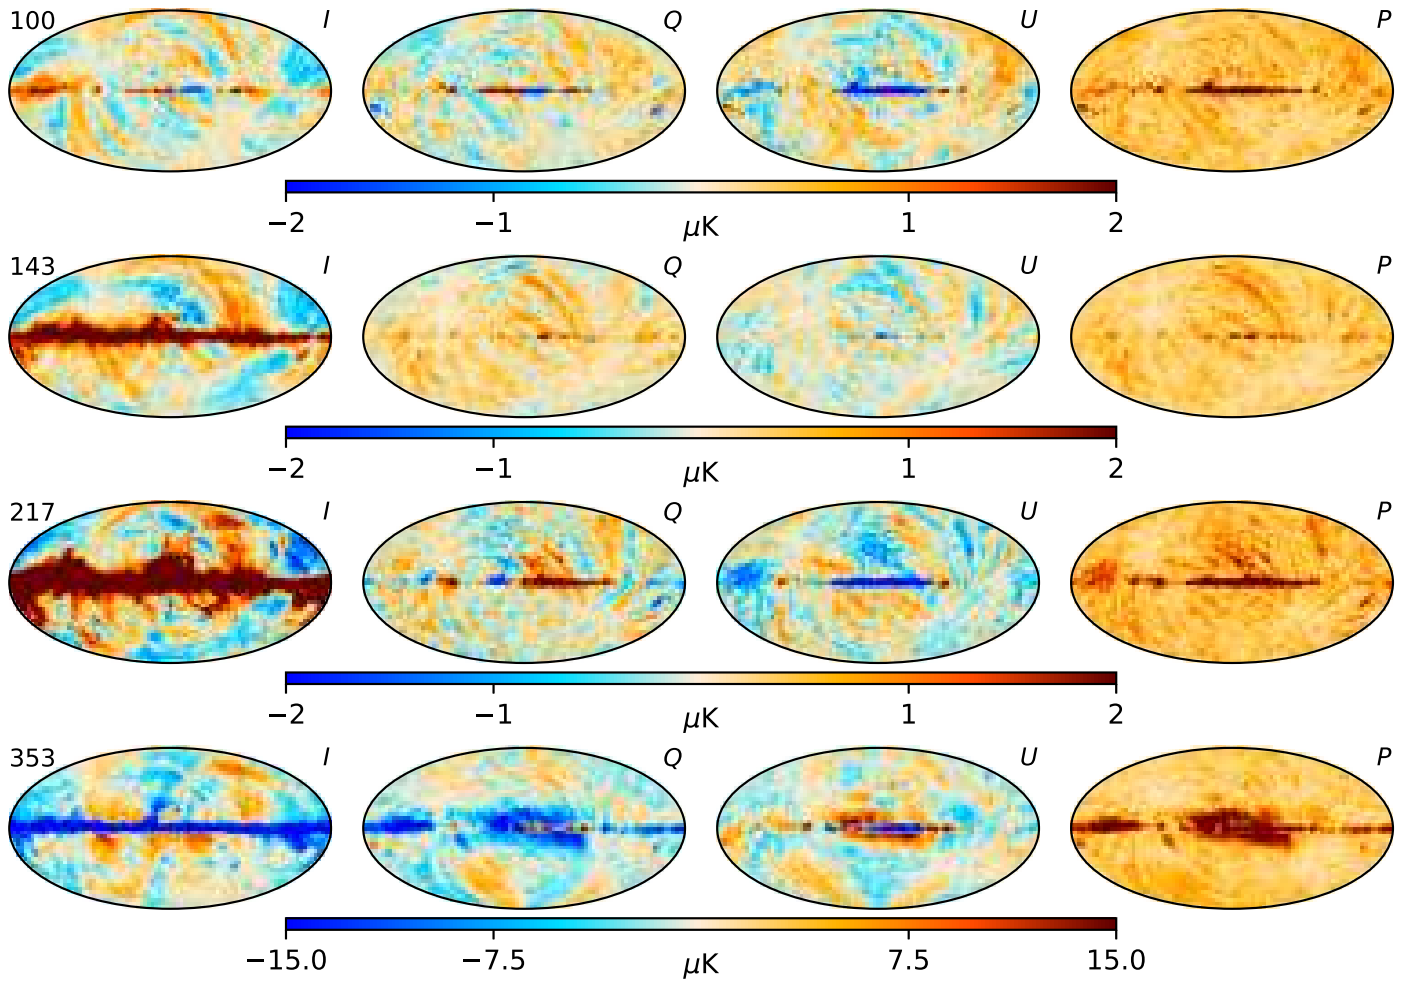 100 I Q U P
−2 −1 μK 1 2
143 I Q U P
−2 −1 μK 1 2
217 I Q U P
−2 −1 μK 1 2
353 I Q U P
−15.0 −7.5 μK 7.5 15.0